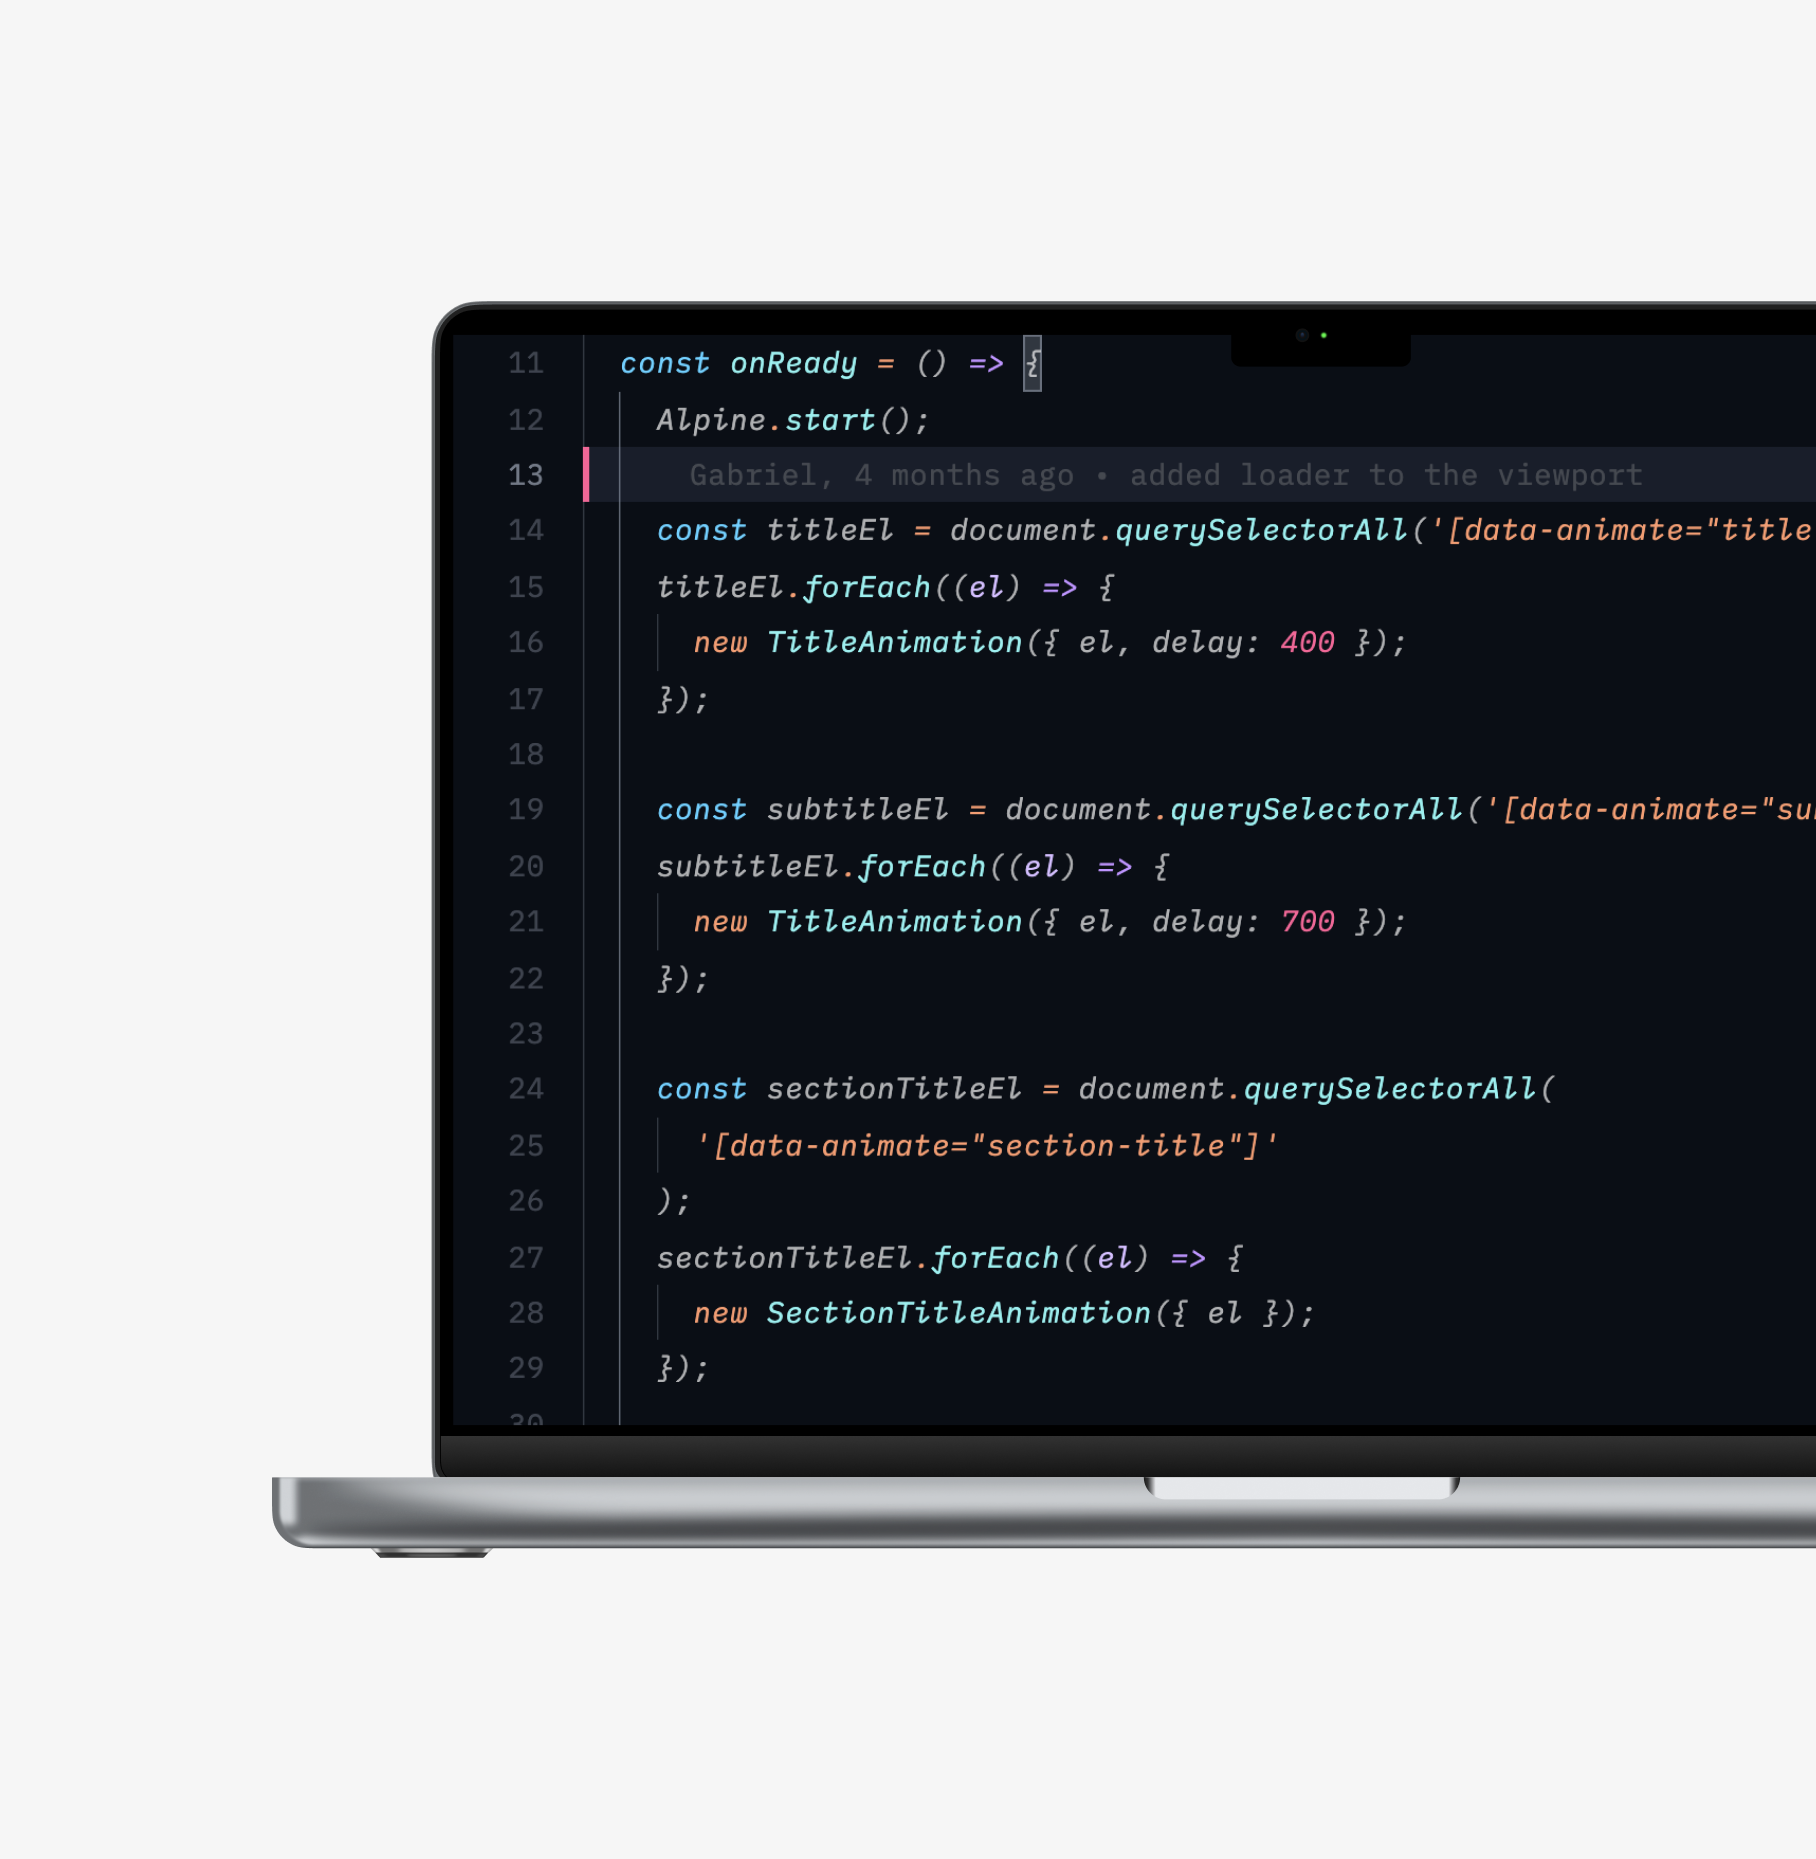 11 const onReady = () => {
12 Alpine.start();
13 Gabriel, 4 months ago • added loader to the viewport
14 const titleEl = document.querySelectorAll('[data-animate="title
15 titleEl.forEach((el) => {
16 new TitleAnimation({ el, delay: 400 });
17 });
18
19 const subtitleEl = document.querySelectorAll('[data-animate="su
20 subtitleEl.forEach((el) => {
21 new TitleAnimation({ el, delay: 700 });
22 });
23
24 const sectionTitleEl = document.querySelectorAll(
25 '[data-animate="section-title"]'
26 );
27 sectionTitleEl.forEach((el) => {
28 new SectionTitleAnimation({ el });
29 });
30